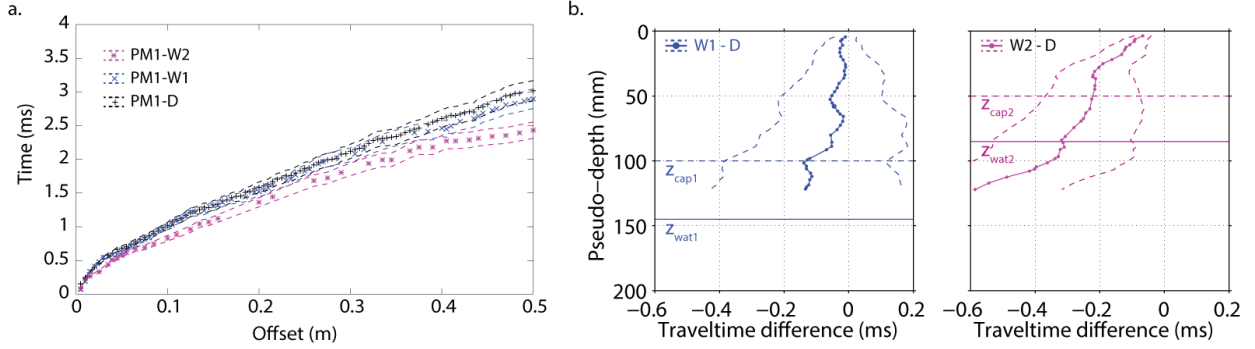 a.
4
3.5
3
2.5
2
1.5
1
0.5
0
Time (ms)
PM1-W2
PM1-W1
PM1-D
0 0.1 0.2 0.3 0.4 0.5
Offset (m)
b.
0
50
100
150
200
Pseudo−depth (mm)
W1 - D
Zcap1
Zwat1
−0.6 −0.4 −0.2 0 0.2
Traveltime difference (ms)
W2 - D
Zcap2
Z'wat2
−0.6 −0.4 −0.2 0 0.2
Traveltime difference (ms)